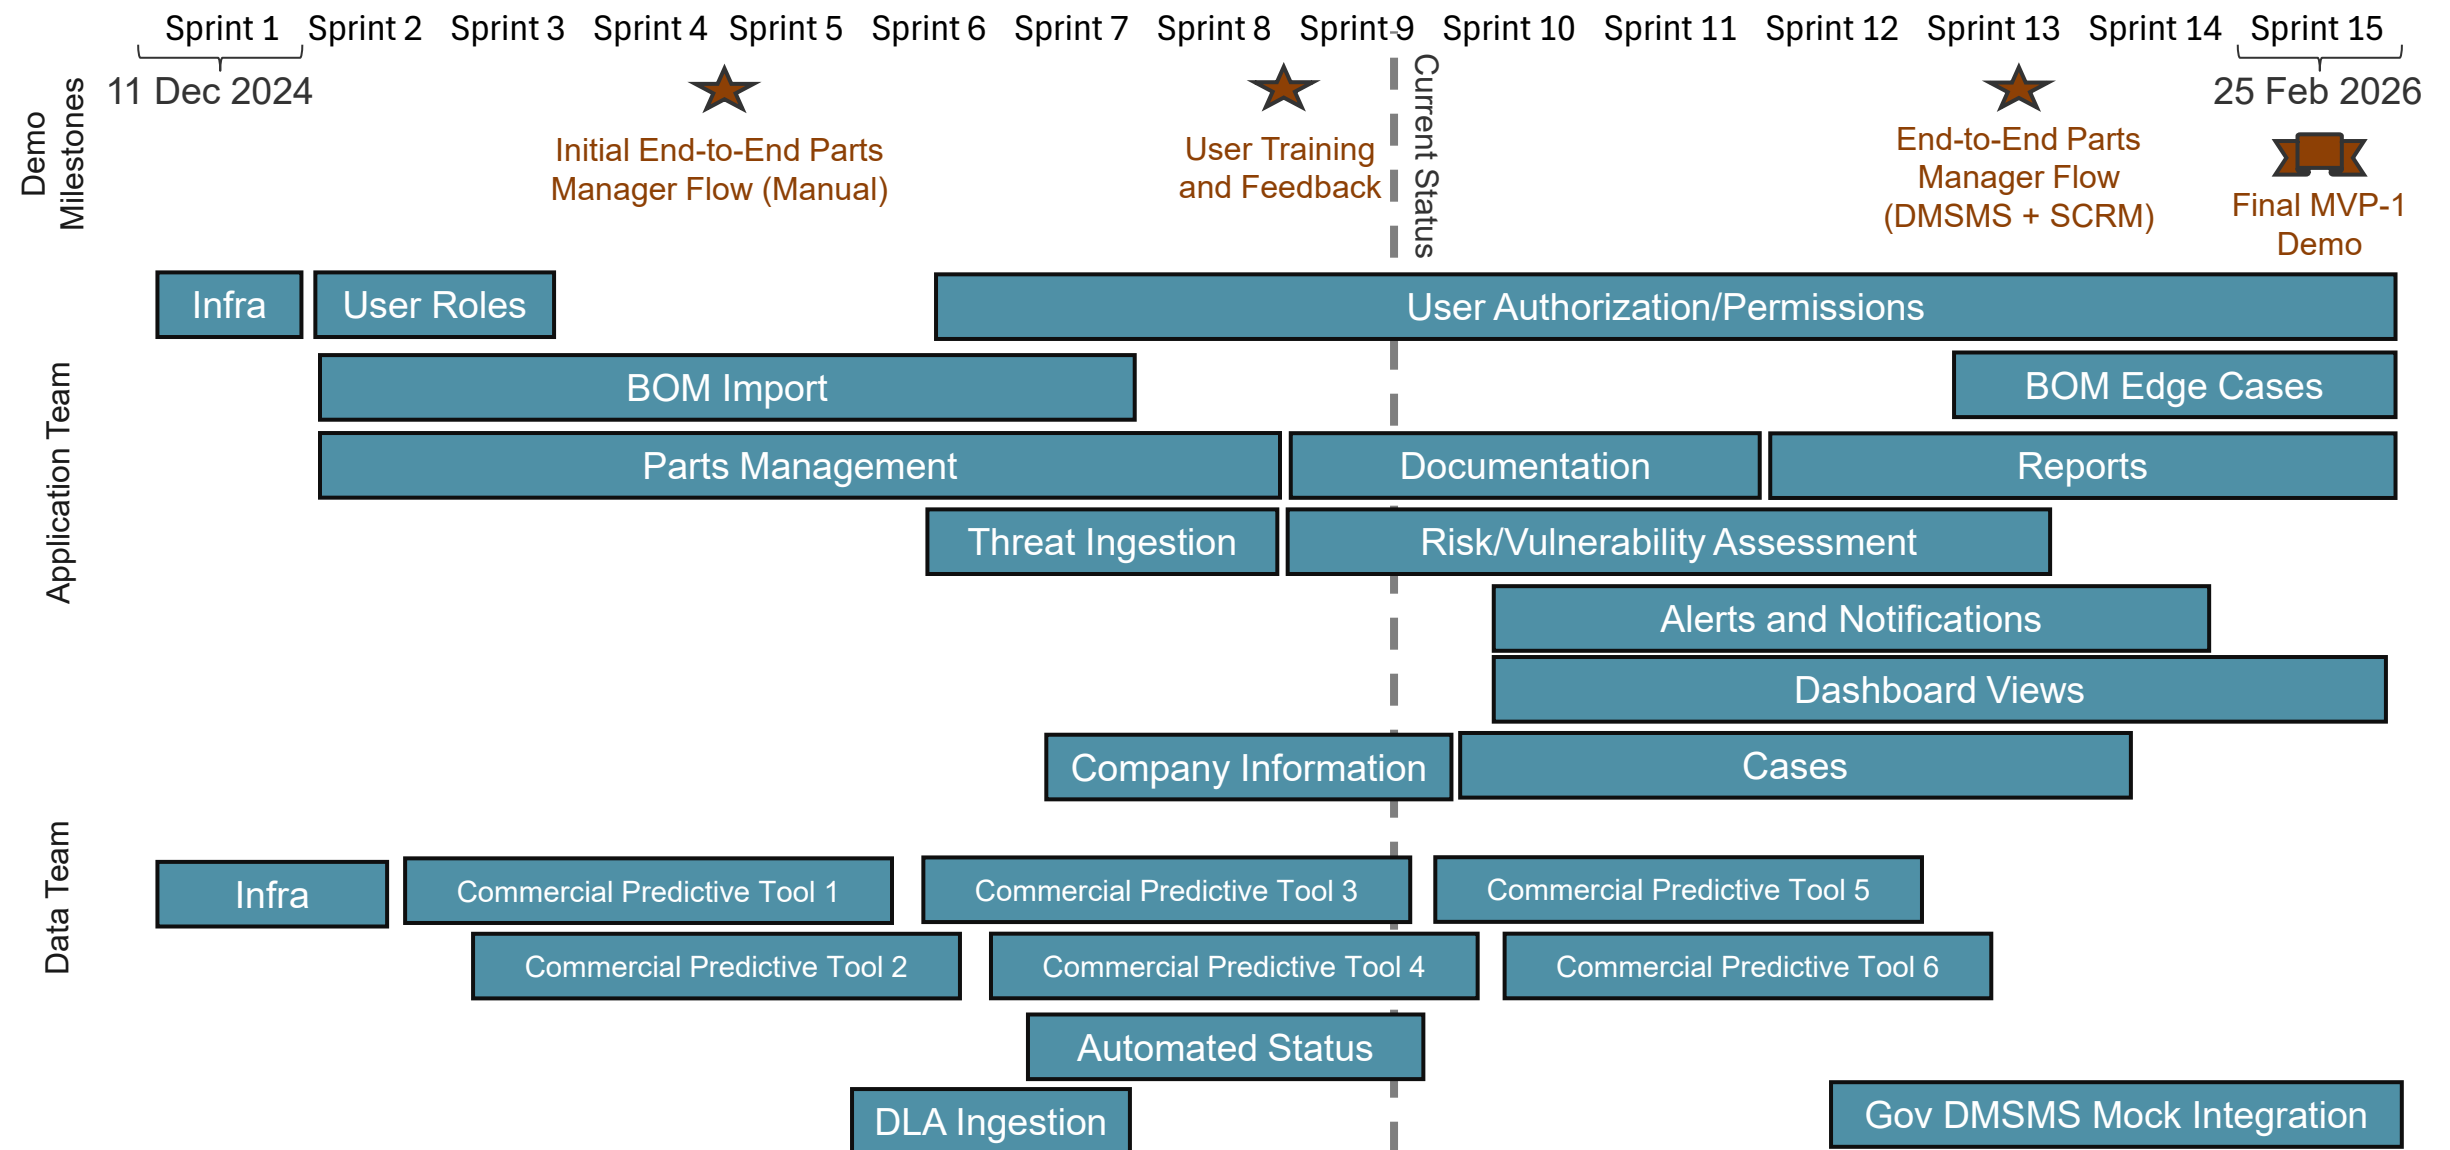 Sprint 1 Sprint 2 Sprint 3 Sprint 4 Sprint 5 Sprint 6 Sprint 7 Sprint 8 Sprint 9 Sprint 10 Sprint 11 Sprint 12 Sprint 13 Sprint 14 Sprint 15
11 Dec 2024
25 Feb 2026
Demo
Milestones
Initial End-to-End Parts
Manager Flow (Manual)
User Training
and Feedback
Current Status
End-to-End Parts
Manager Flow
(DMSMS + SCRM)
Final MVP-1
Demo
Application Team
Infra
User Roles
User Authorization/Permissions
BOM Import
BOM Edge Cases
Parts Management
Documentation
Reports
Threat Ingestion
Risk/Vulnerability Assessment
Alerts and Notifications
Dashboard Views
Company Information
Cases
Data Team
Infra
Commercial Predictive Tool 1
Commercial Predictive Tool 3
Commercial Predictive Tool 5
Commercial Predictive Tool 2
Commercial Predictive Tool 4
Commercial Predictive Tool 6
Automated Status
DLA Ingestion
Gov DMSMS Mock Integration